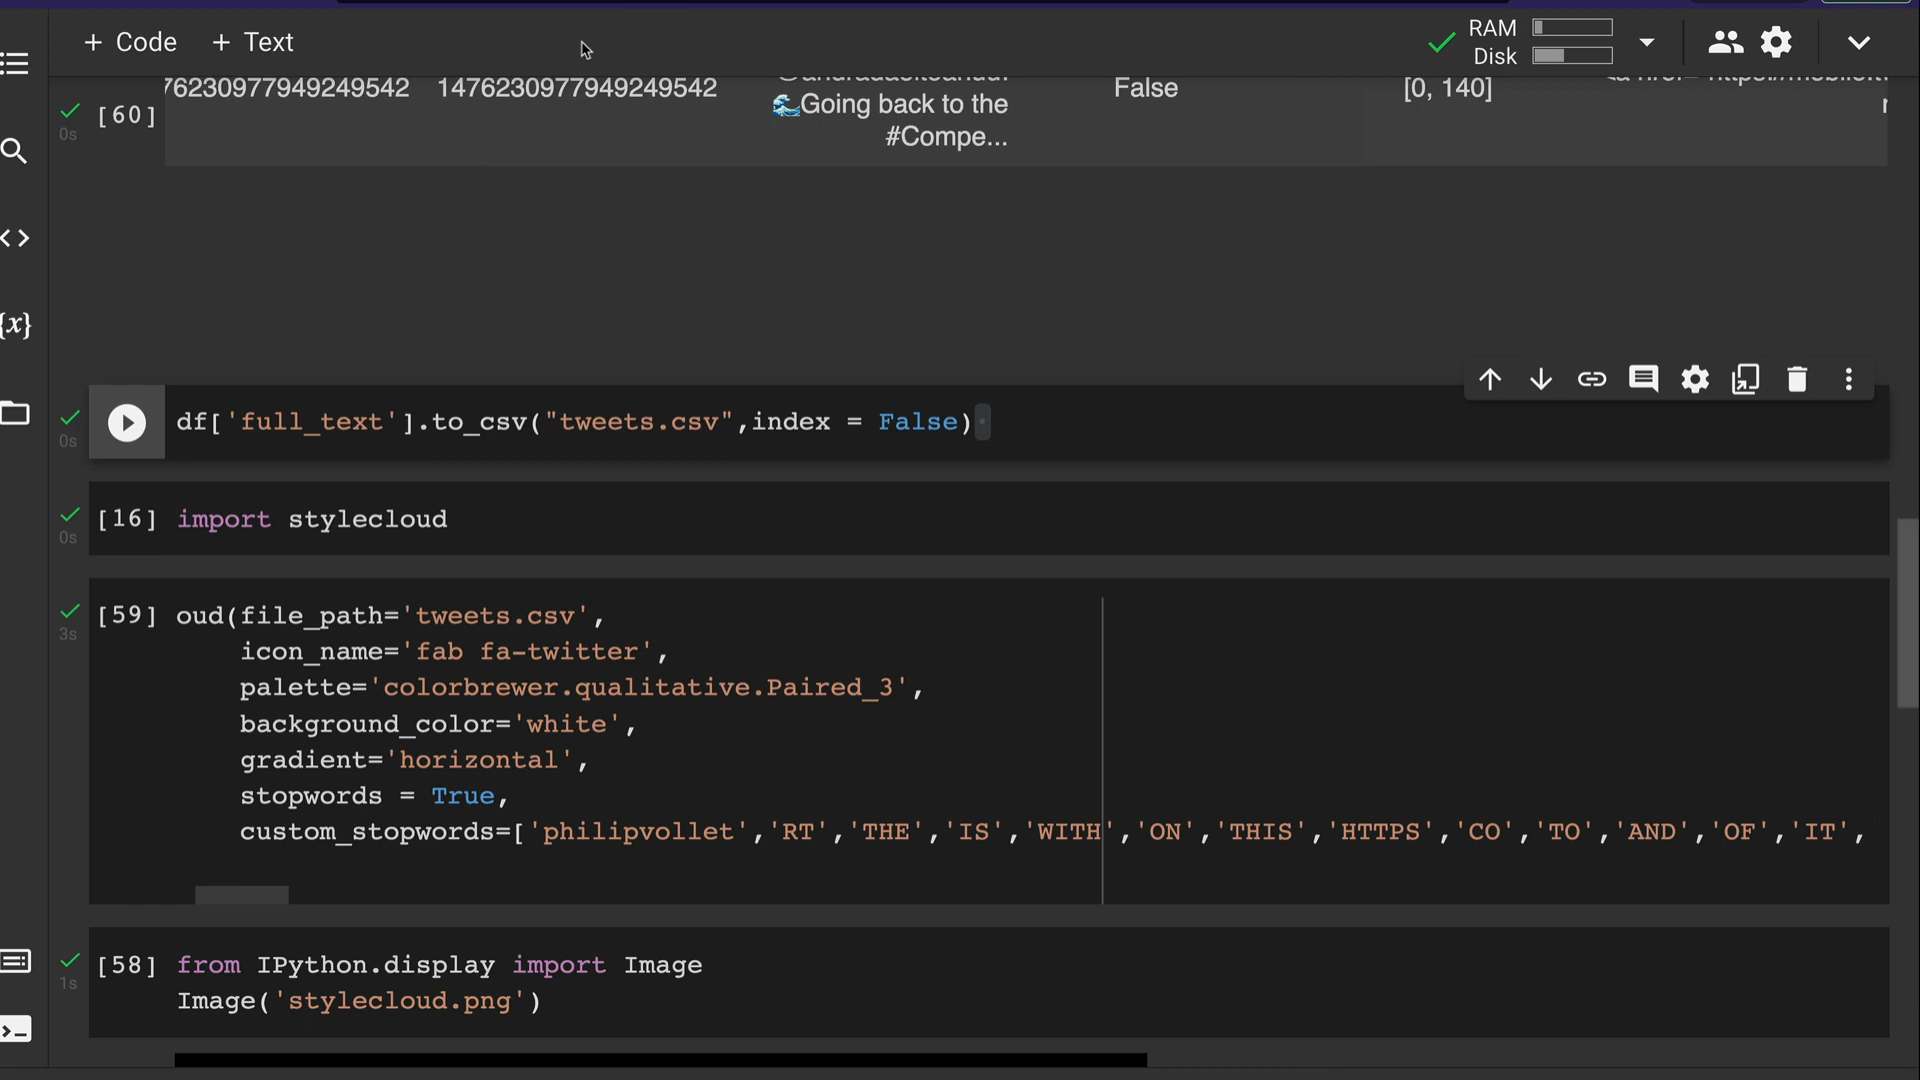 + Code + Text
RAM
Disk
[60]
76230977949249542 1476230977949249542
🌊Going back to the
#Compe...
False
[0, 140]
{x}
0s
df['full_text'].to_csv("tweets.csv",index = False)
0s
[16] import stylecloud
0s
[59] oud(file_path='tweets.csv',
3s
icon_name='fab fa-twitter',
palette='colorbrewer.qualitative.Paired_3',
background_color='white',
gradient='horizontal',
stopwords = True,
custom_stopwords=['philipvollet','RT','THE','IS','WITH','ON','THIS','HTTPS','CO','TO','AND','OF','IT',
[58] from IPython.display import Image
1s
Image('stylecloud.png')